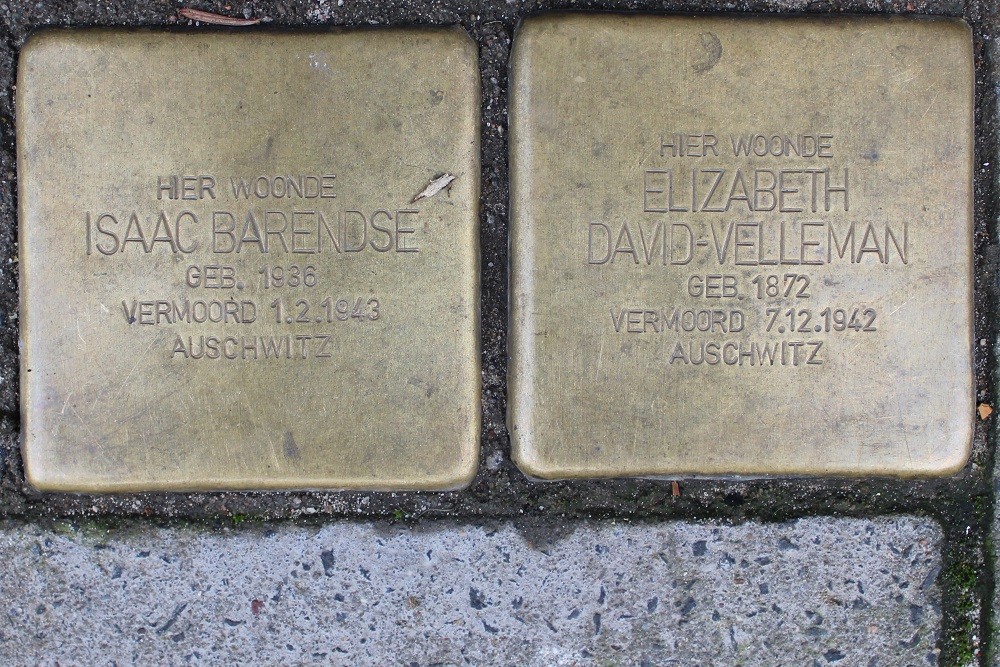 HIER WOONDE
ISAAC BARENDSE
GEB. 1936
VERMOORD 1.2.1943
AUSCHWITZ
HIER WOONDE
ELIZABETH
DAVID-VELLEMAN
GEB. 1872
VERMOORD 7.12.1942
AUSCHWITZ